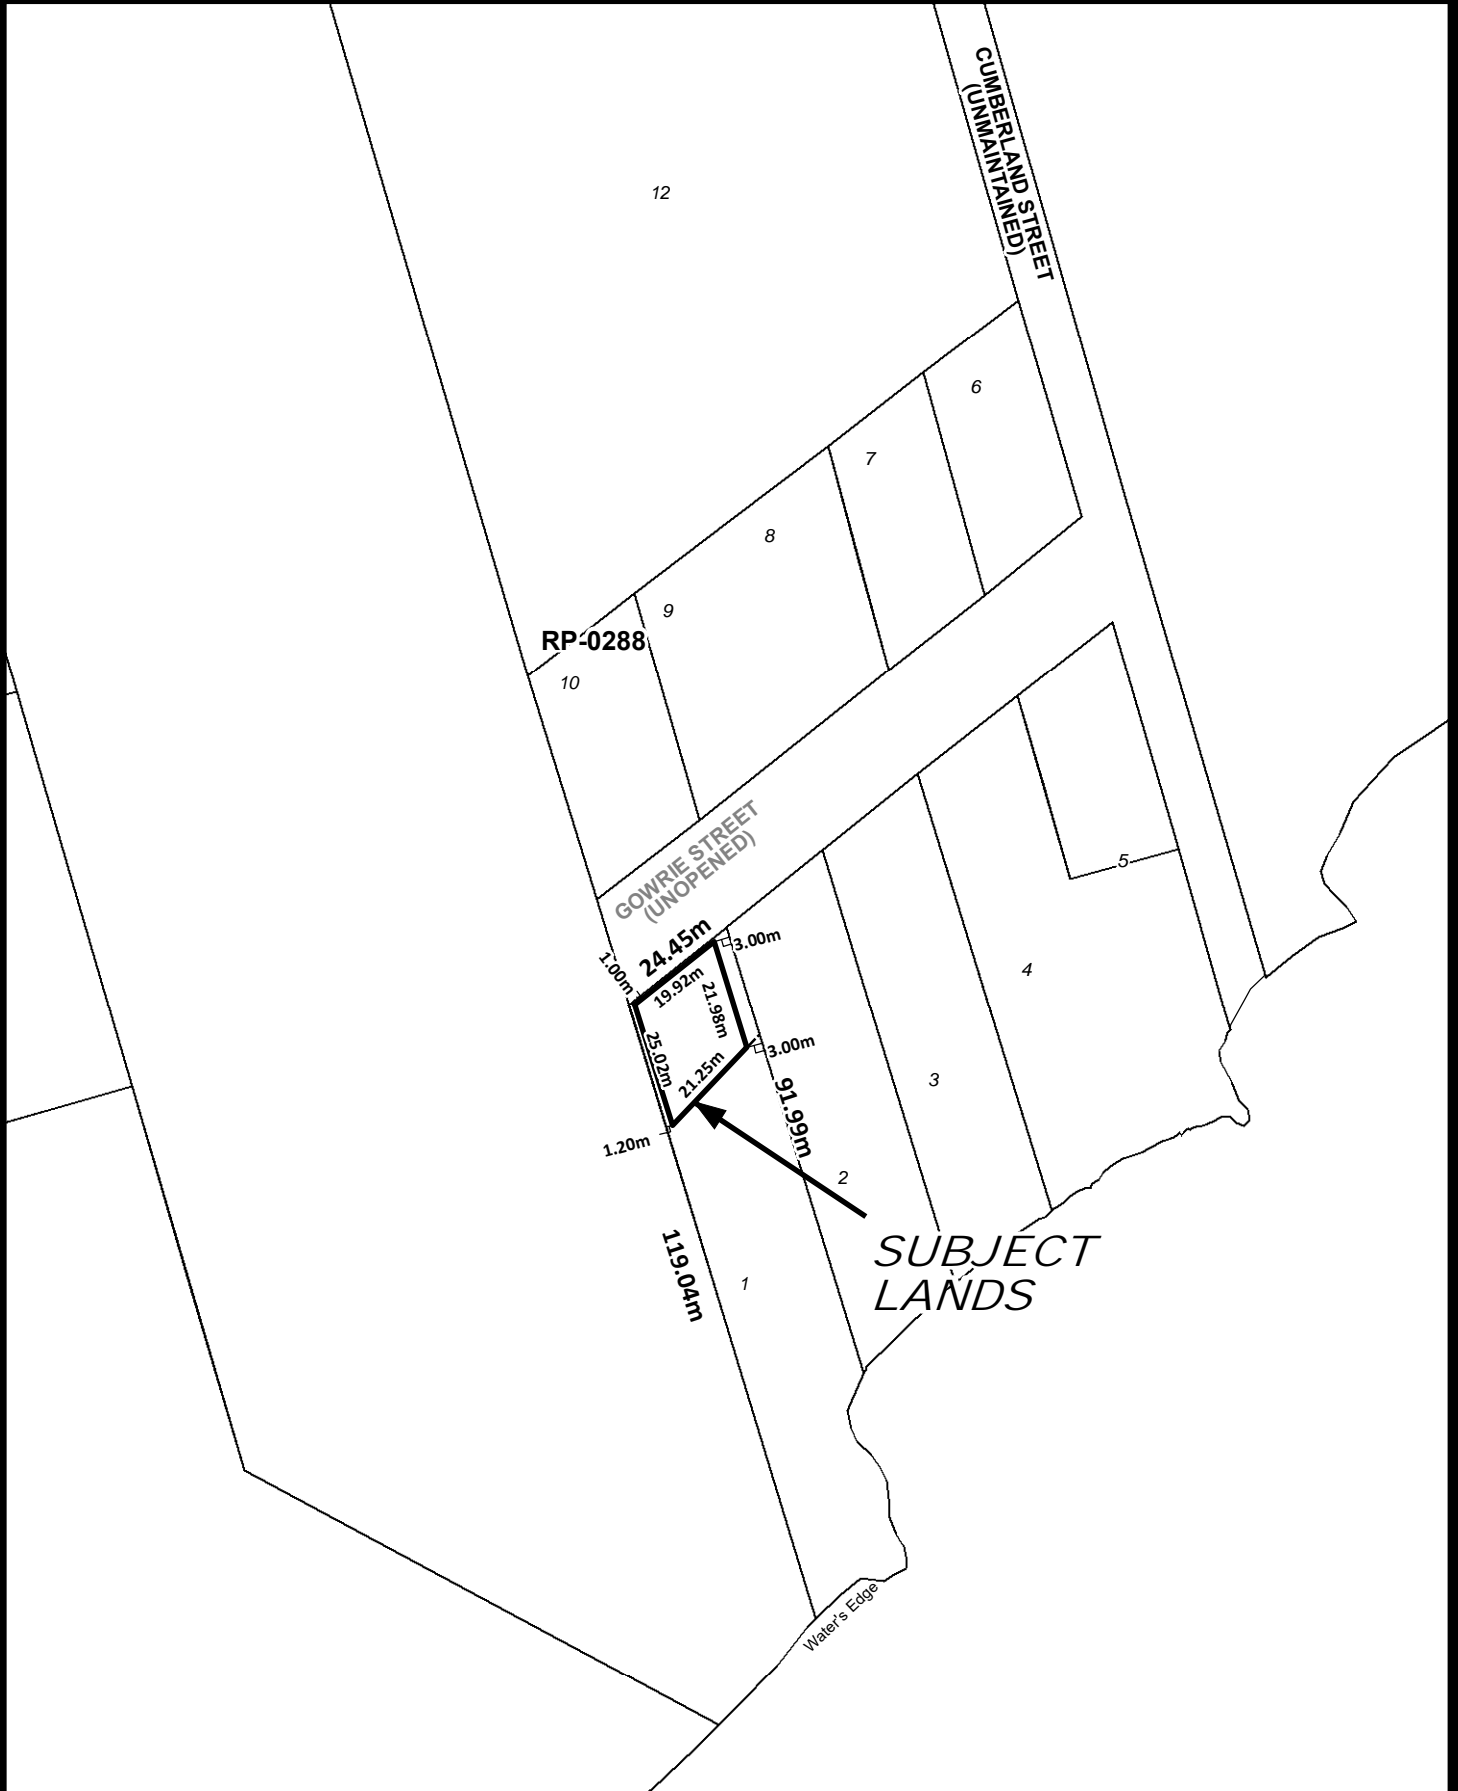 CUMBERLAND STREET
(UNMAINTAINED)
12
6
7
8
9
RP-0288
10
GOWRIE STREET
(UNOPENED)
5
24.45m
3.00m
1.00m
19.92m
21.98m
4
25.02m
3.00m
21.25m
3
91.99m
1.20m
2
SUBJECT
LANDS
119.04m
1
Water's Edge